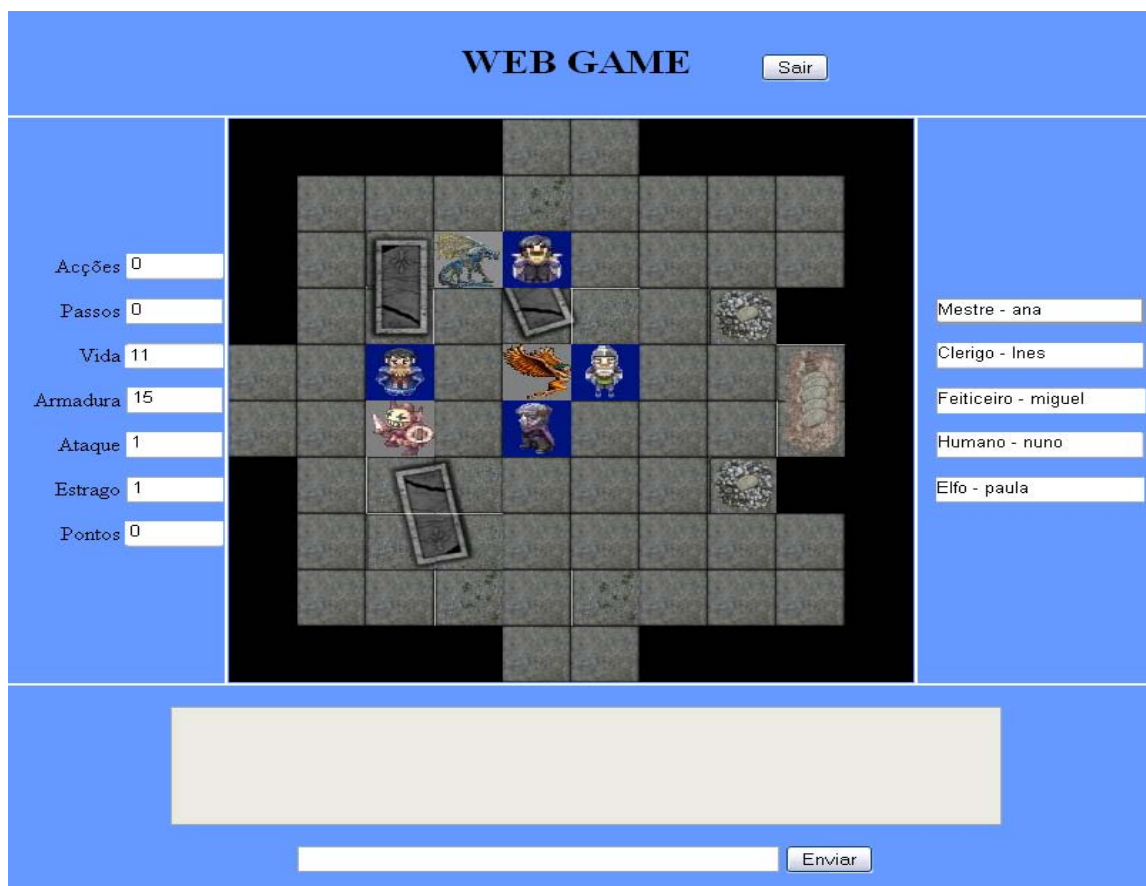 WEB GAME
Sair
Acções 0
Passos 0
Vida 11
Armadura 15
Ataque 1
Estrago 1
Pontos 0
Mestre - ana
Clerigo - Ines
Feiticeiro - miguel
Humano - nuno
Elfo - paula
Enviar